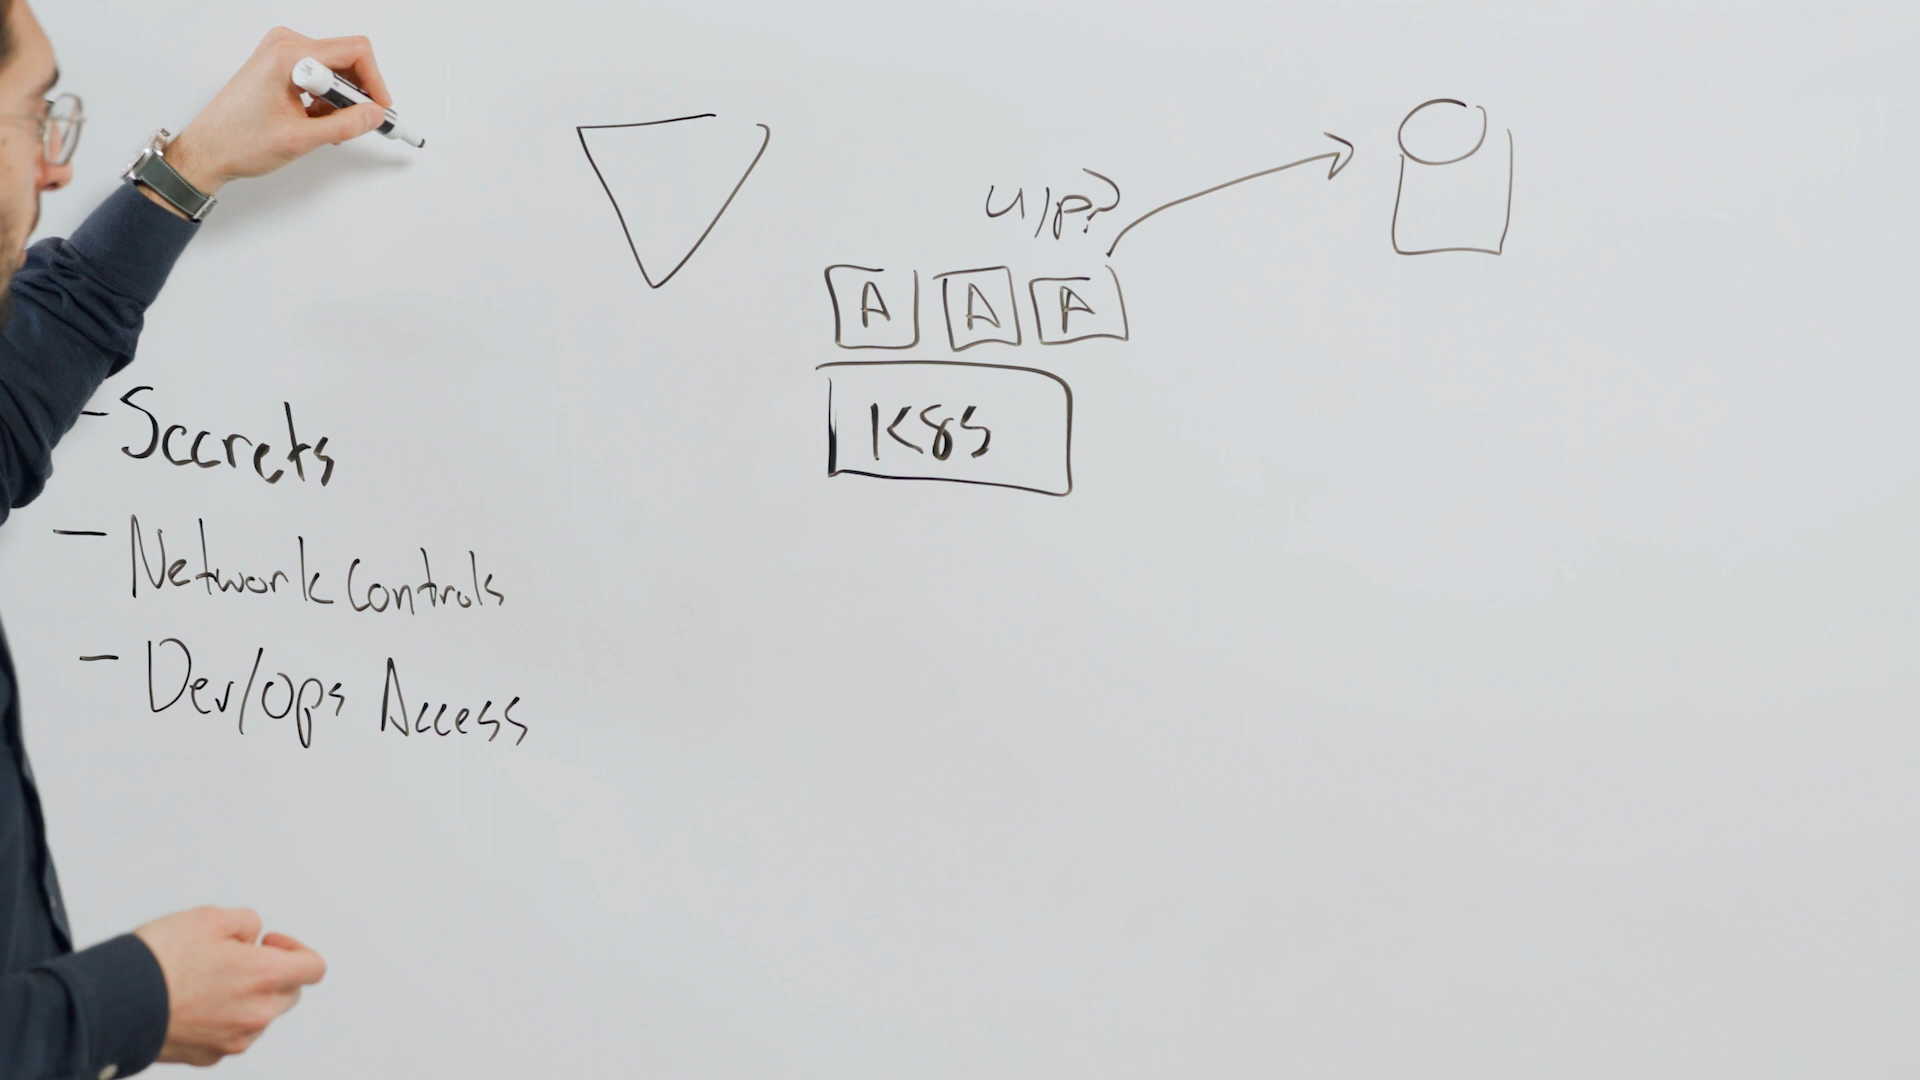 U/P?
A A A
K8S
- Secrets
- Network Controls
- Dev/Ops Access